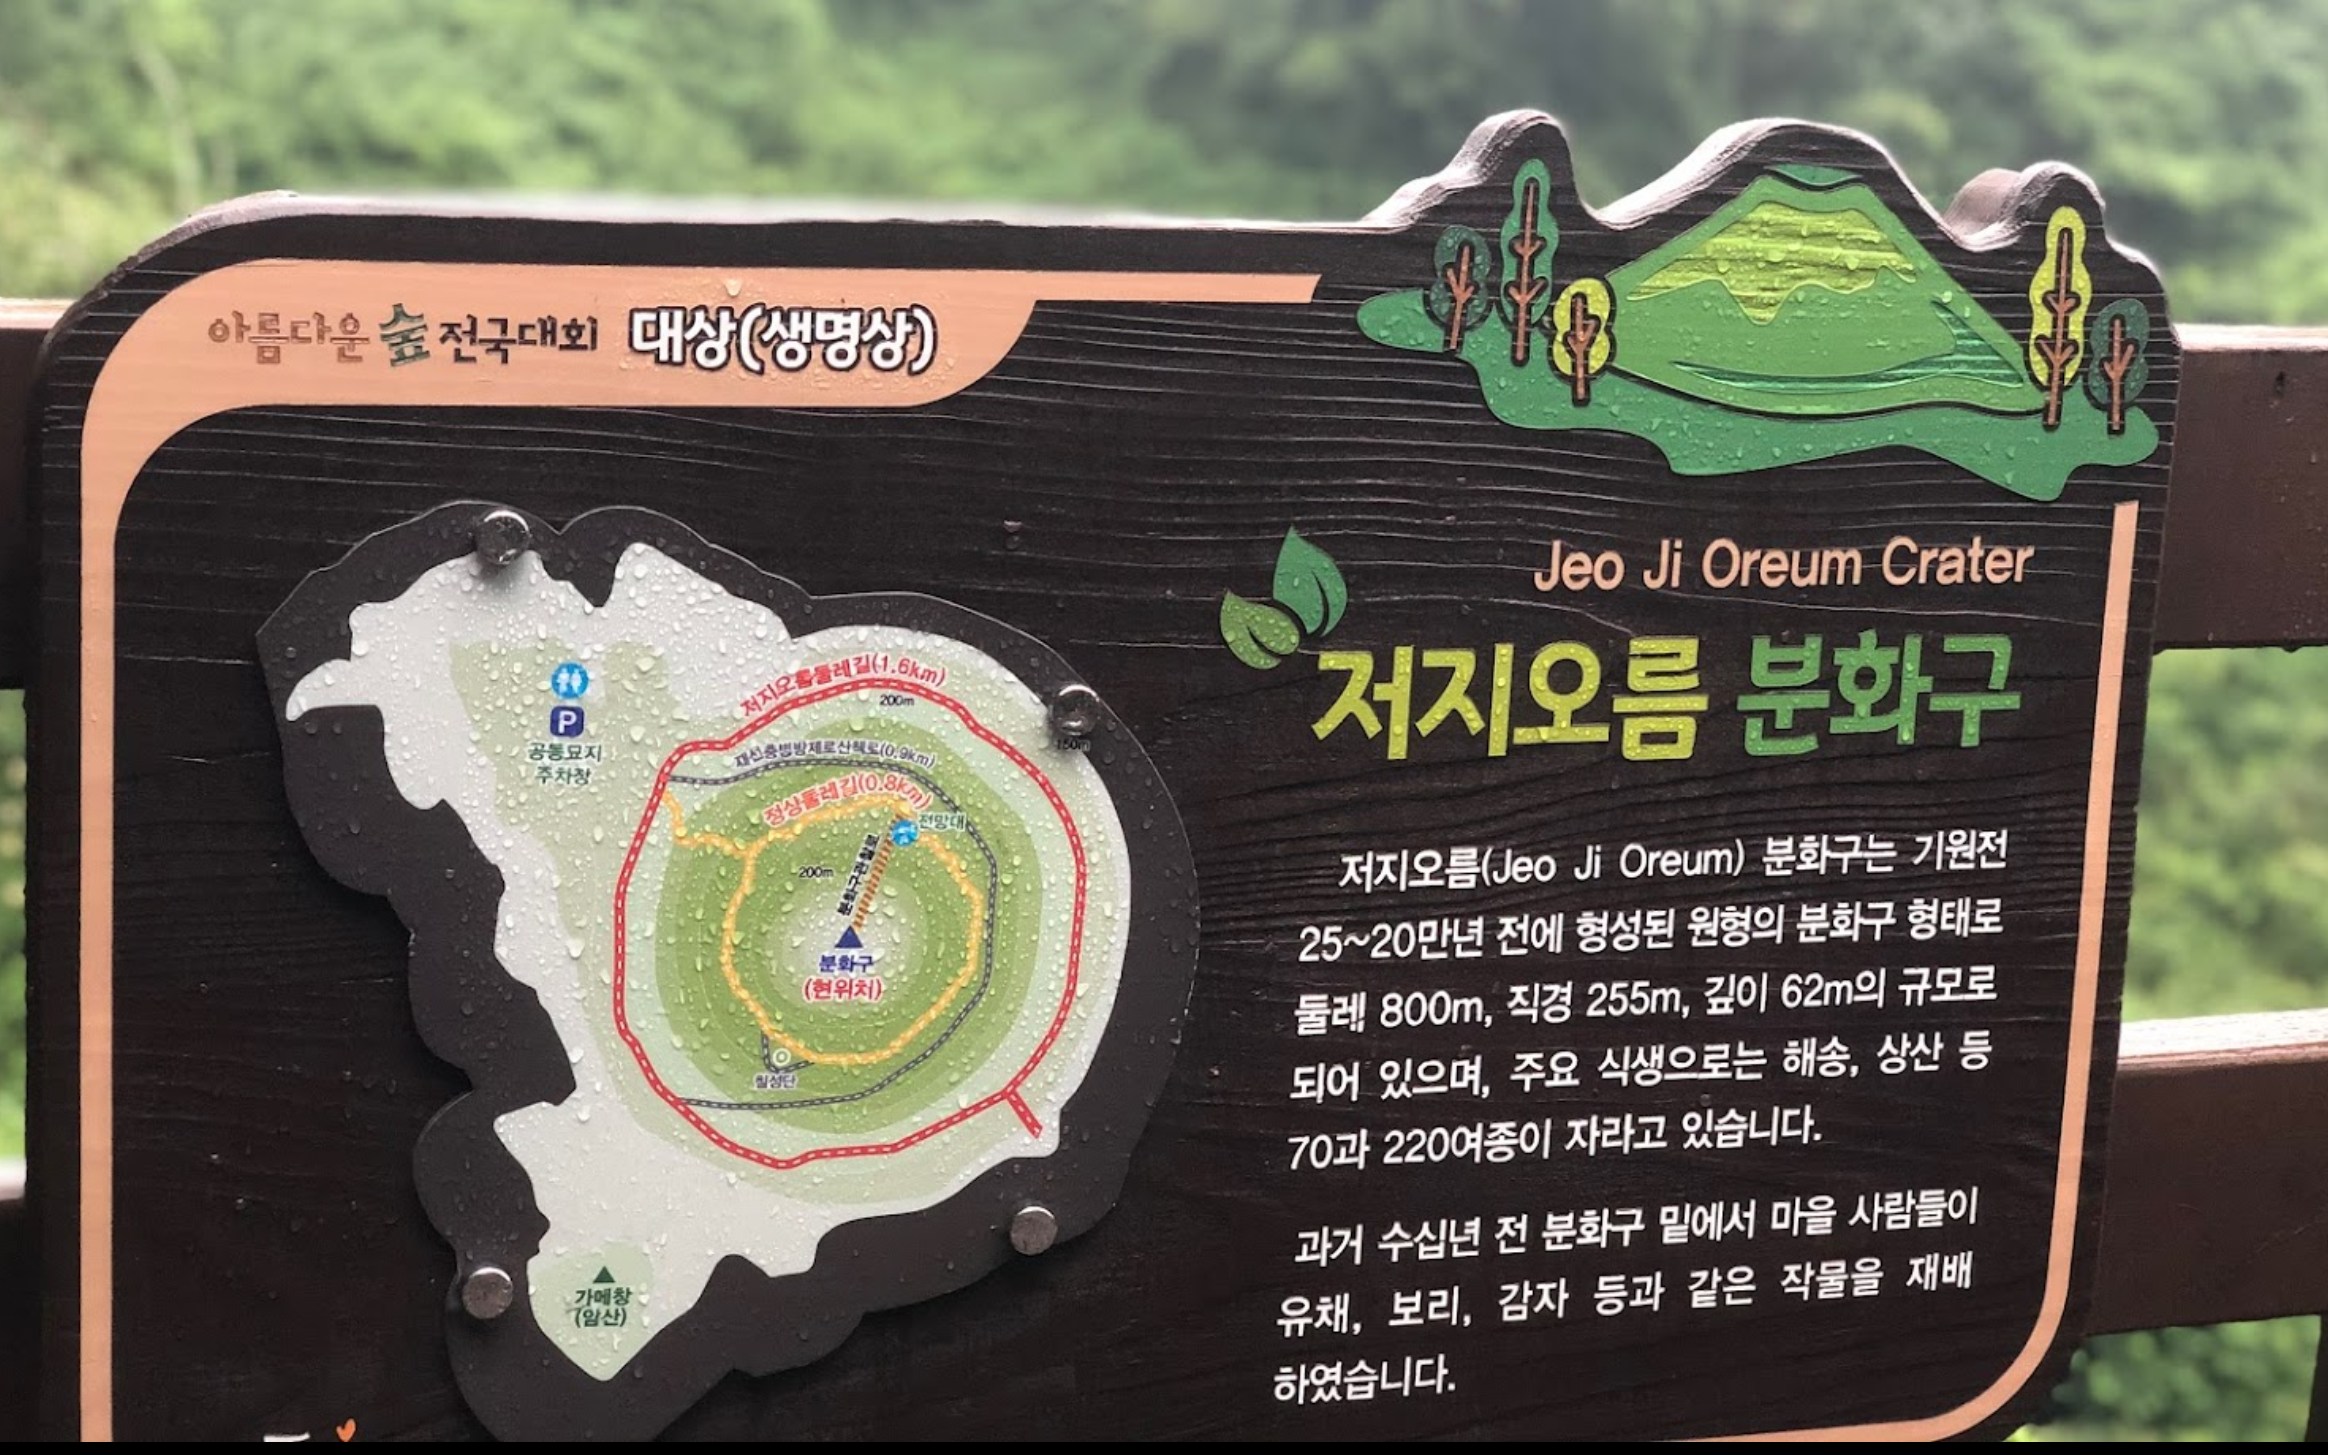 아름다운 숲 전국대회 대상(생명상)
Jeo Ji Oreum Crater
저지오름 분화구
저지오름(Jeo Ji Oreum) 분화구는 기원전
25~20만년 전에 형성된 원형의 분화구 형태로
둘레 800m, 직경 255m, 깊이 62m의 규모로
되어 있으며, 주요 식생으로는 해송, 상산 등
70과 220여종이 자라고 있습니다.
과거 수십년 전 분화구 밑에서 마을 사람들이
유채, 보리, 감자 등과 같은 작물을 재배
하였습니다.
저지오름둘레길(1.6km)
200m
150m
P
공동묘지
주차장
재선충병방제로산책로(0.9km)
정상둘레길(0.8km)
전망대
200m
분화구관찰로
분화구
(현위치)
칠성단
가메창
(암산)